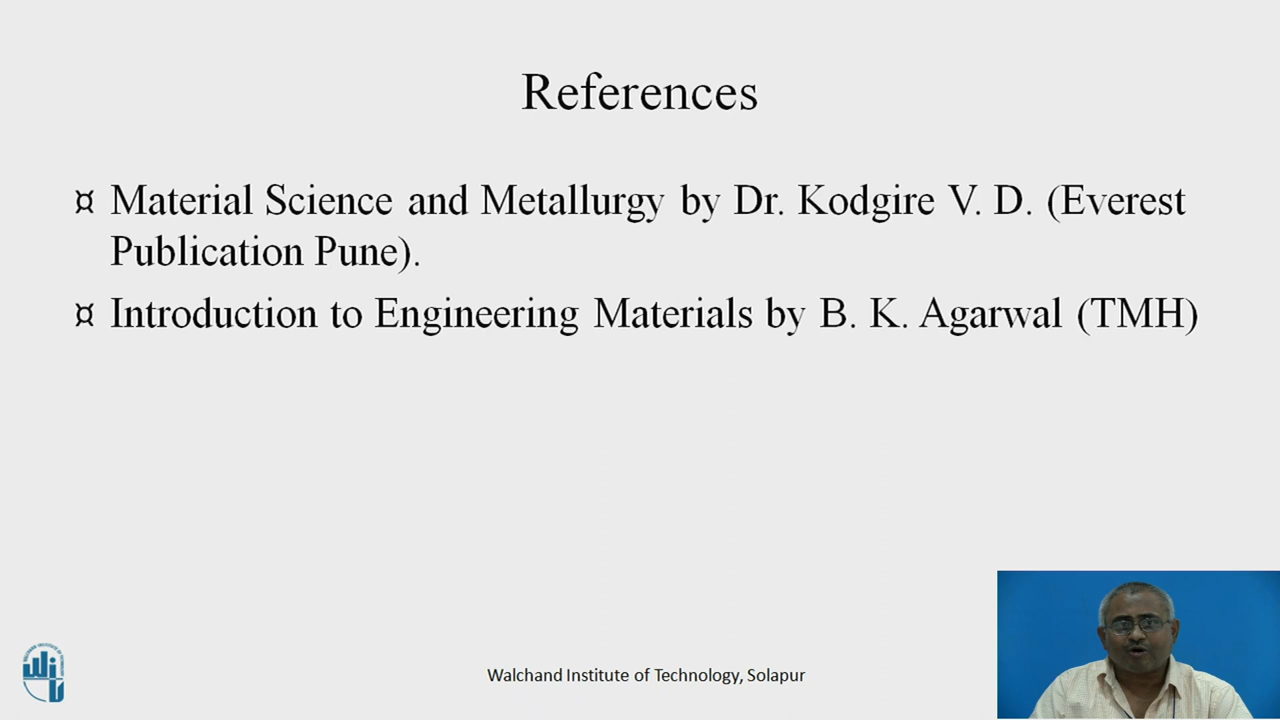 References
¤ Material Science and Metallurgy by Dr. Kodgire V. D. (Everest
Publication Pune).
¤ Introduction to Engineering Materials by B. K. Agarwal (TMH)
Walchand Institute of Technology, Solapur